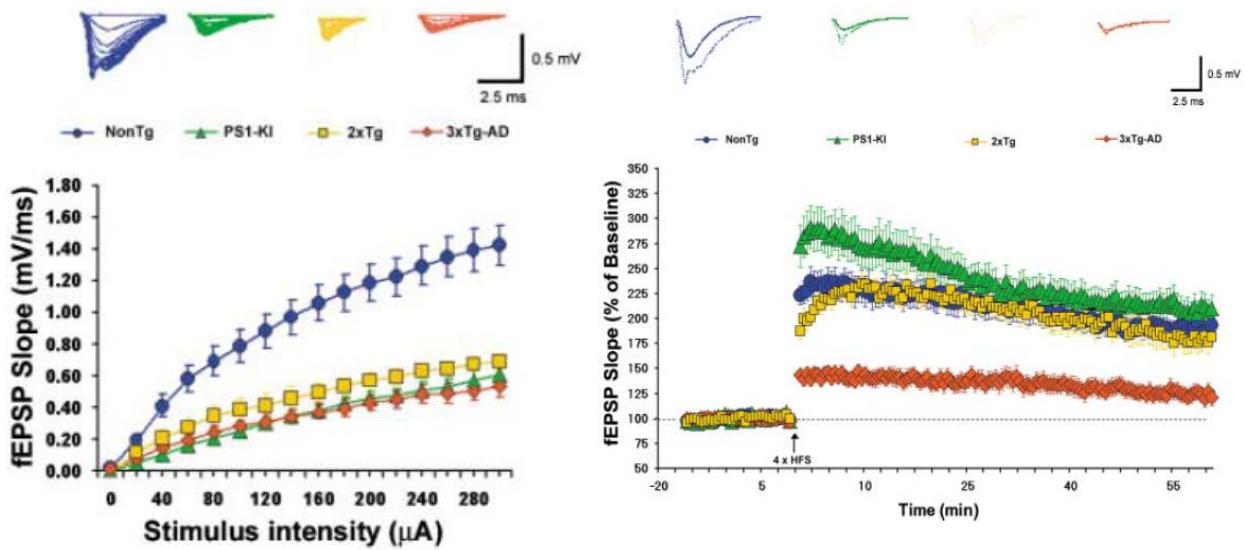 0.5 mV
2.5 ms
NonTg PS1-KI 2xTg 3xTg-AD
fEPSP Slope (mV/ms)
1.80
1.60
1.40
1.20
1.00
0.80
0.60
0.40
0.20
0.00
0 40 80 120 160 200 240 280
Stimulus intensity (μA)
0.5 mV
2.5 ms
NonTg PS1-KI 2xTg 3xTg-AD
fEPSP Slope (% of Baseline)
350
325
300
275
250
225
200
175
150
125
100
75
50
4 x HFS
−20 5 25 40 55
Time (min)